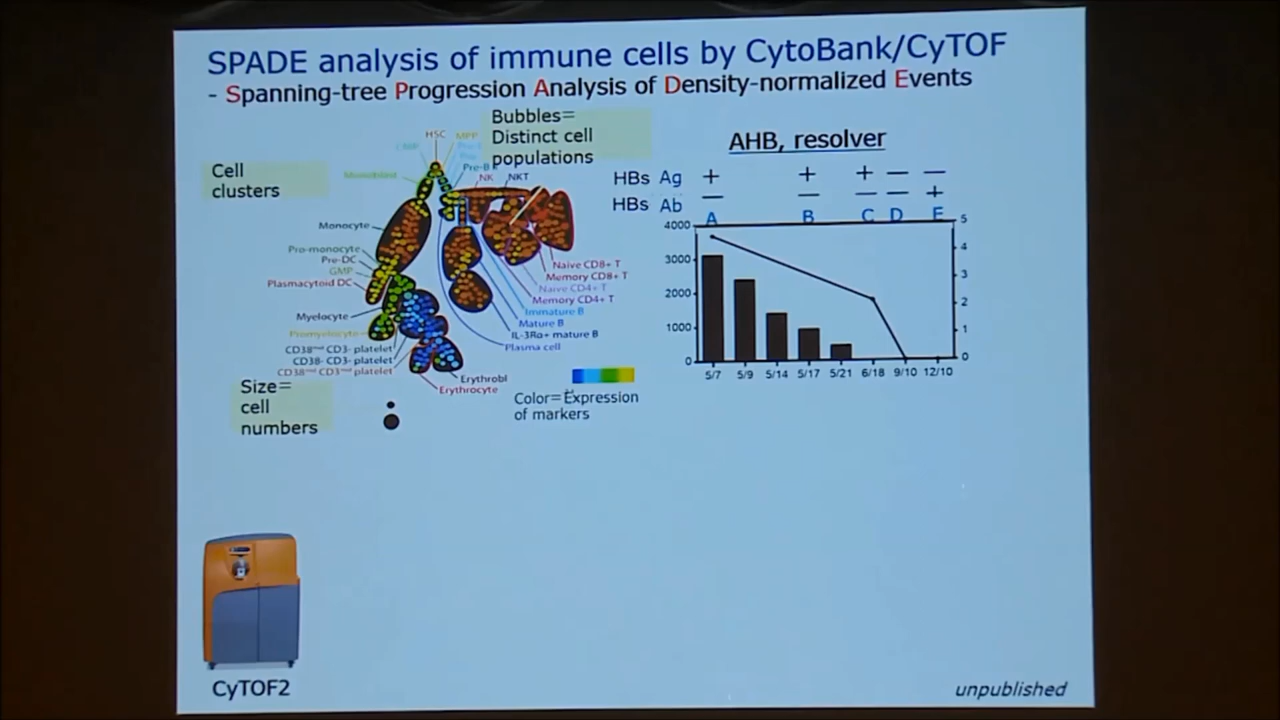 SPADE analysis of immune cells by CytoBank/CyTOF
- Spanning-tree Progression Analysis of Density-normalized Events
Bubbles=
Distinct cell
populations
Cell
clusters
HSC
MPP
CMP
Pre-B
NK
NKT
Monoblast
Monocyte
Pro-monocyte
Pre-DC
GMP
Plasmacytoid DC
Myelocyte
Promyelocyte
CD3- platelet
CD38- CD3- platelet
platelet
Naive CD8+ T
Memory CD8+ T
Naive CD4+ T
Memory CD4+ T
Immature B
Mature B
IL-3Rα+ mature B
Plasma cell
Erythrobl
Erythrocyte
Size=
cell
numbers
Color= Expression
of markers
AHB, resolver
HBs Ag + + + — —
HBs Ab — — — — +
A B C D E
4000
3000
2000
1000
0
5
4
3
2
1
0
5/7 5/9 5/14 5/17 5/21 6/18 9/10 12/10
CyTOF2
unpublished